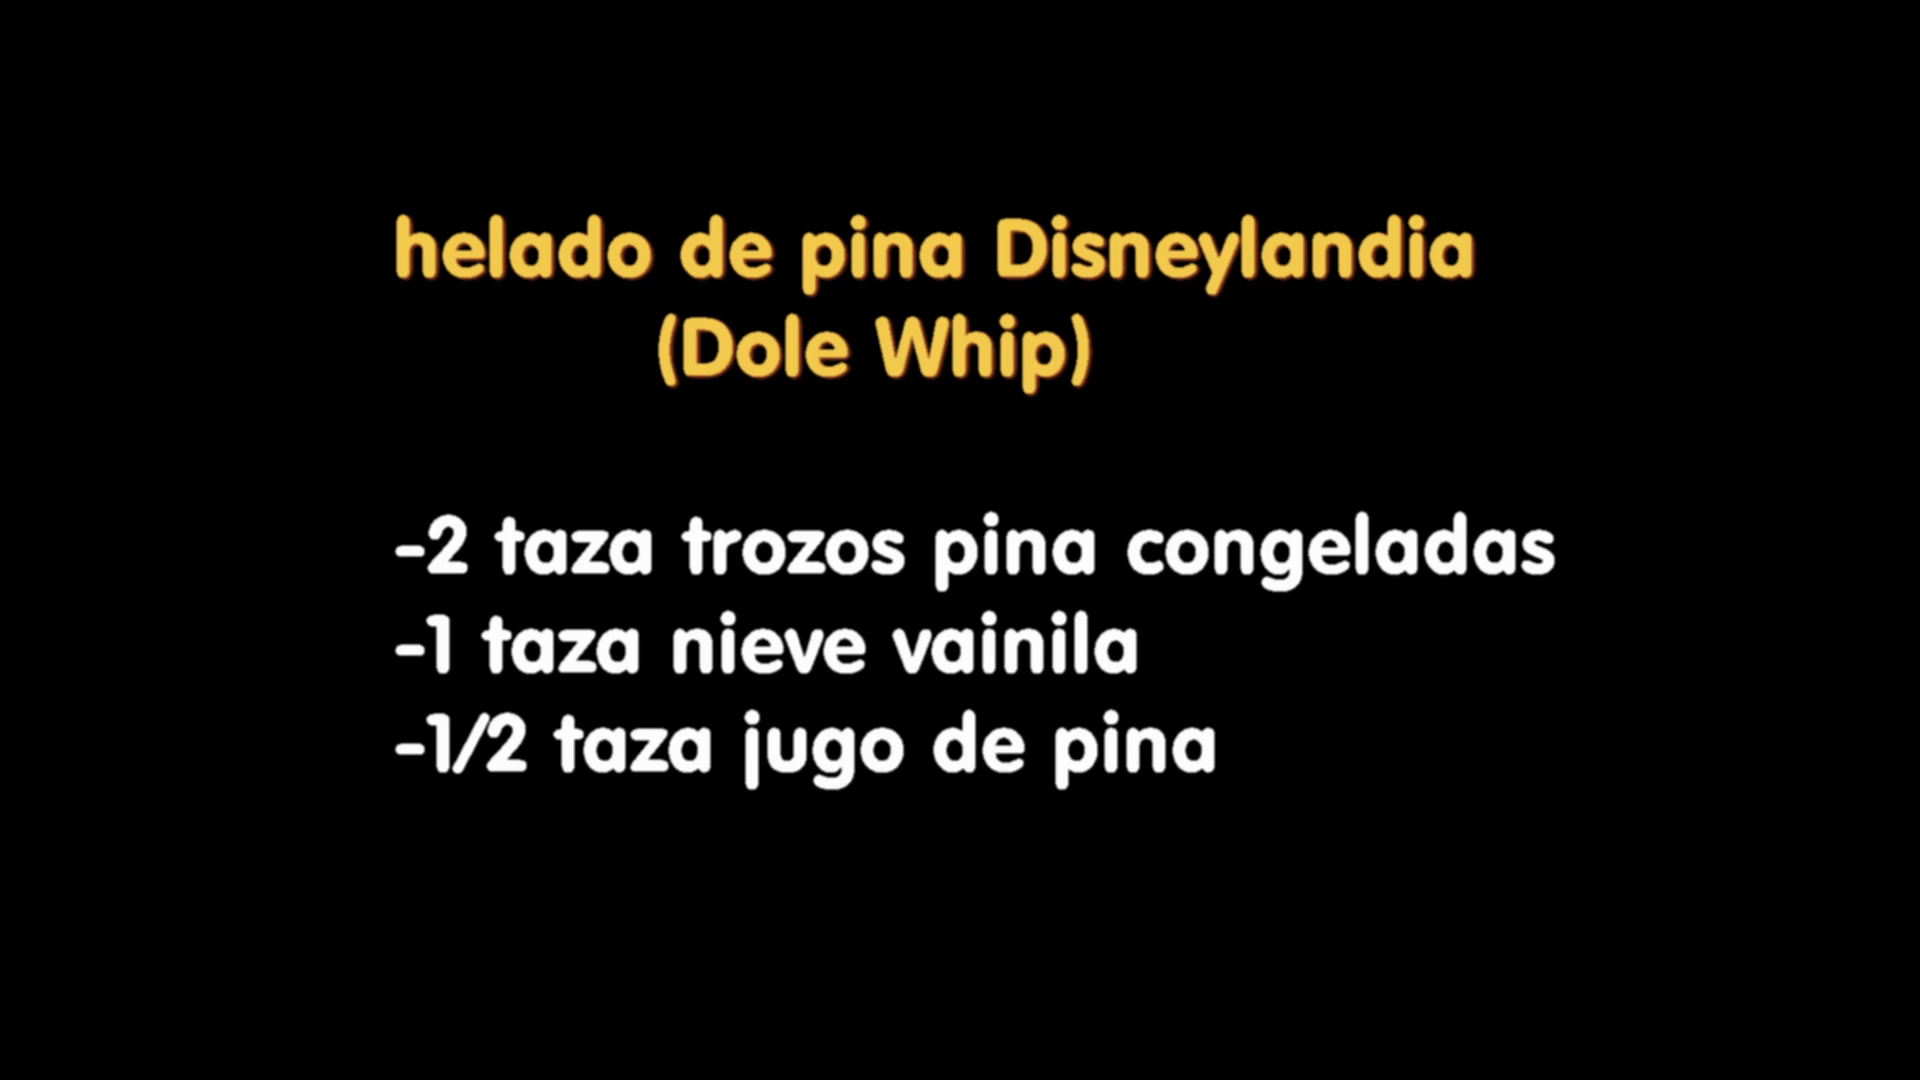 helado de pina Disneylandia
(Dole Whip)
-2 taza trozos pina congeladas
-1 taza nieve vainila
-1/2 taza jugo de pina